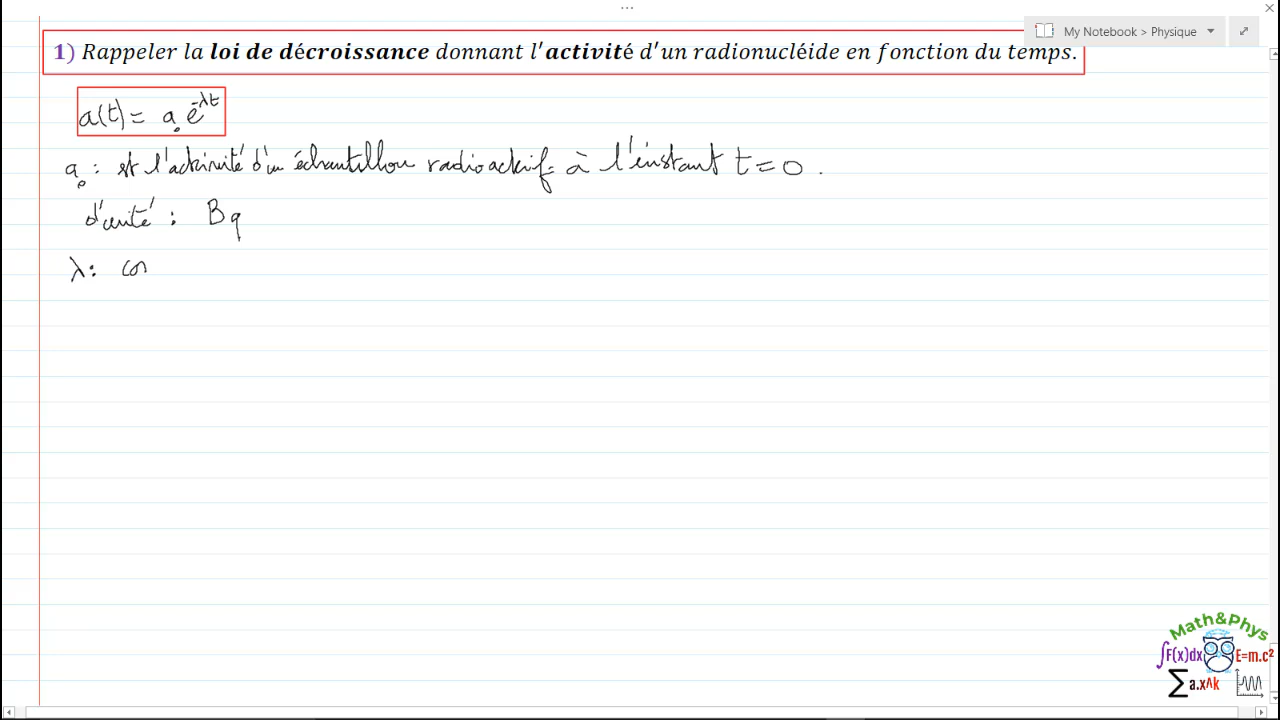 ...
My Notebook > Physique
1) Rappeler la loi de décroissance donnant l'activité d'un radionucléide en fonction du temps.
a(t) = a₀ e^-λt
a₀ : est l'activité d'un échantillon radioactif à l'instant t = 0 .
d'unité : Bq
λ : con
Math&Phys
∫F(x)dx E=m.c²
∑ a.x^k